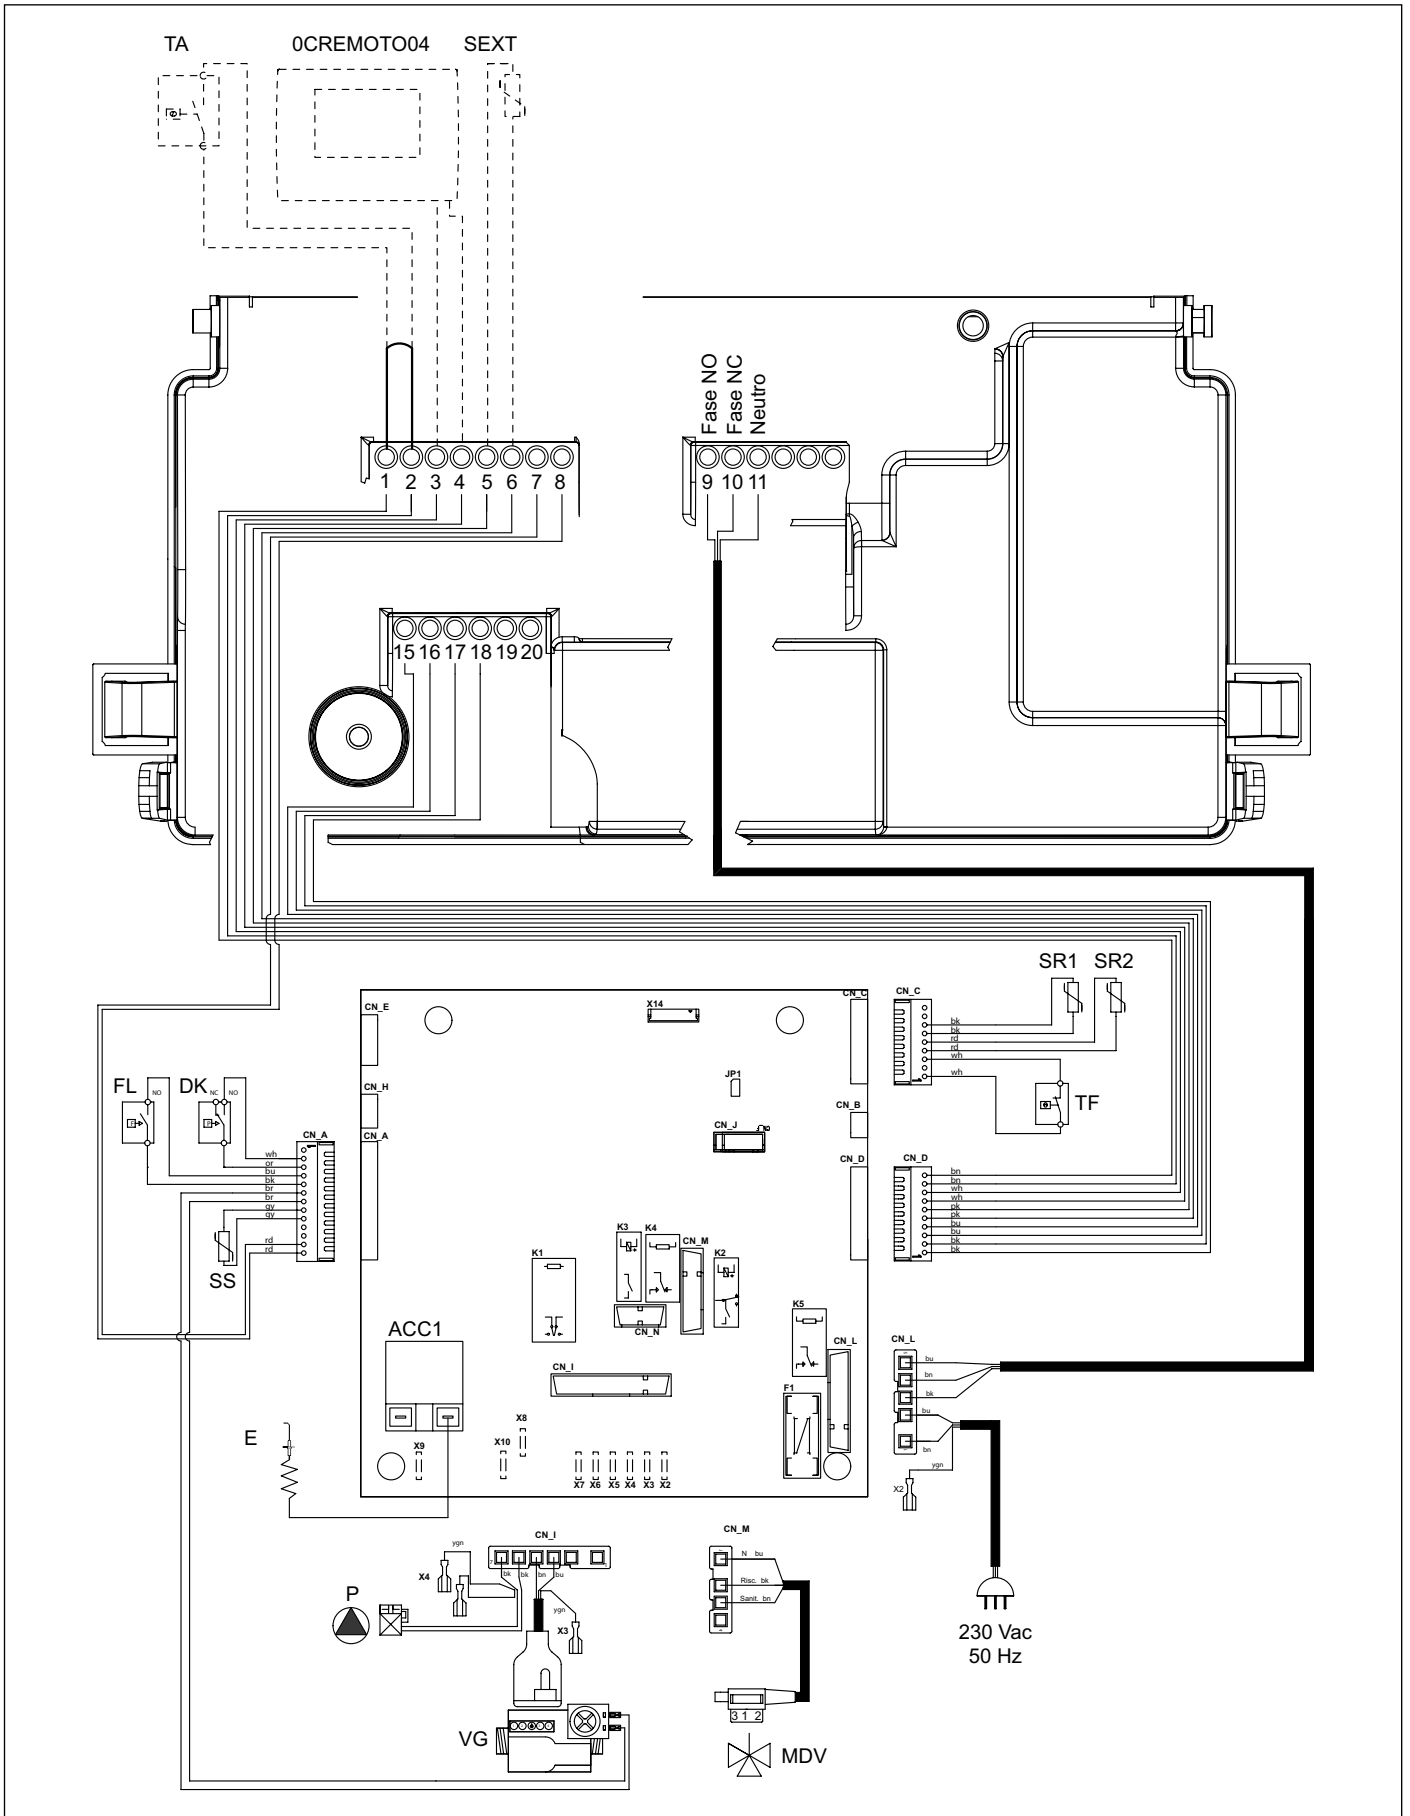 TA 0CREMOTO04 SEXT
Fase NO
Fase NC
Neutro
1 2 3 4 5 6 7 8
9 10 11
15 16 17 18 19 20
SR1 SR2
CN_C
bk
bk
rd
rd
wh
wh
TF
CN_E
X14
CN_C
CN_H
JP1
CN_B
CN_A
CN_J
CN_D
FL
NO
DK
NC NO
CN_A
wh
or
bu
bk
br
br
gy
gy
rd
rd
SS
CN_D
bn
bn
wh
wh
pk
pk
bu
bu
bk
bk
K1
K3
K4
CN_M
K2
CN_N
K5
CN_L
ACC1
CN_I
F1
X8
X9
X10
X7 X6 X5 X4 X3 X2
CN_L
bu
bn
bk
bu
bn
ygn
X2
E
230 Vac
50 Hz
CN_I
ygn
bk bk bn bu
X4
ygn
X3
P
VG
CN_M
N bu
Risc. bk
Sanit. bn
3 1 2
MDV